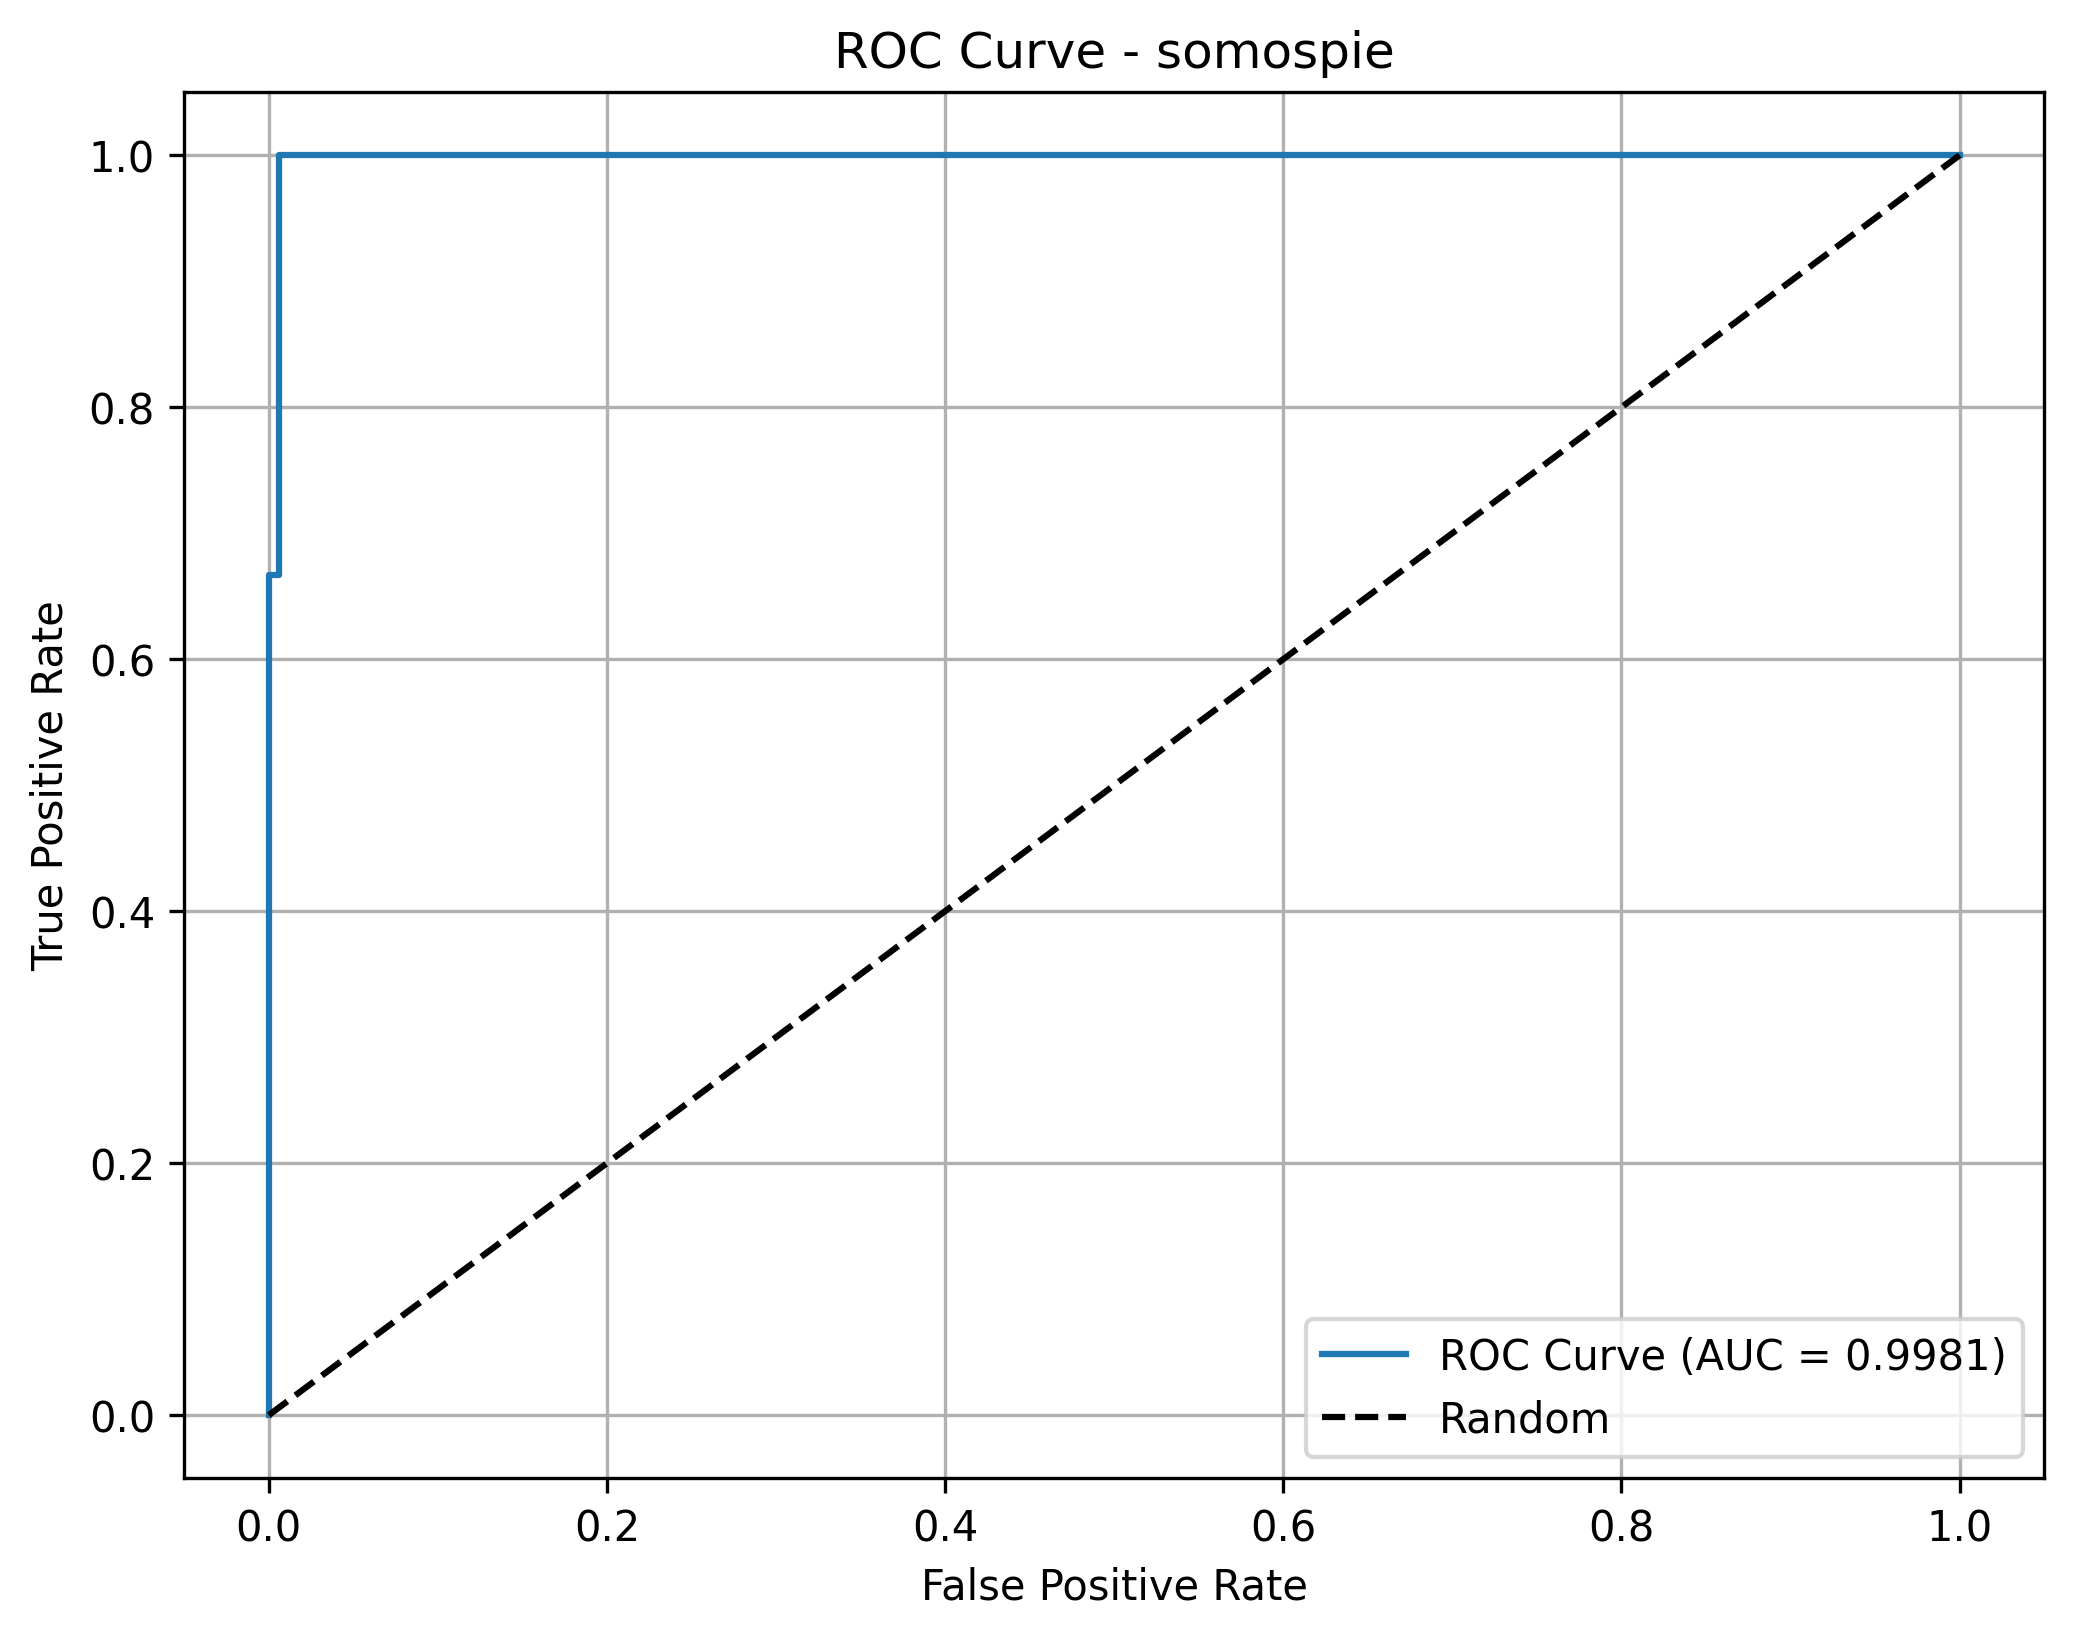 ROC Curve - somospie
True Positive Rate
1.0
0.8
0.6
0.4
0.2
0.0
ROC Curve (AUC = 0.9981)
Random
0.0 0.2 0.4 0.6 0.8 1.0
False Positive Rate